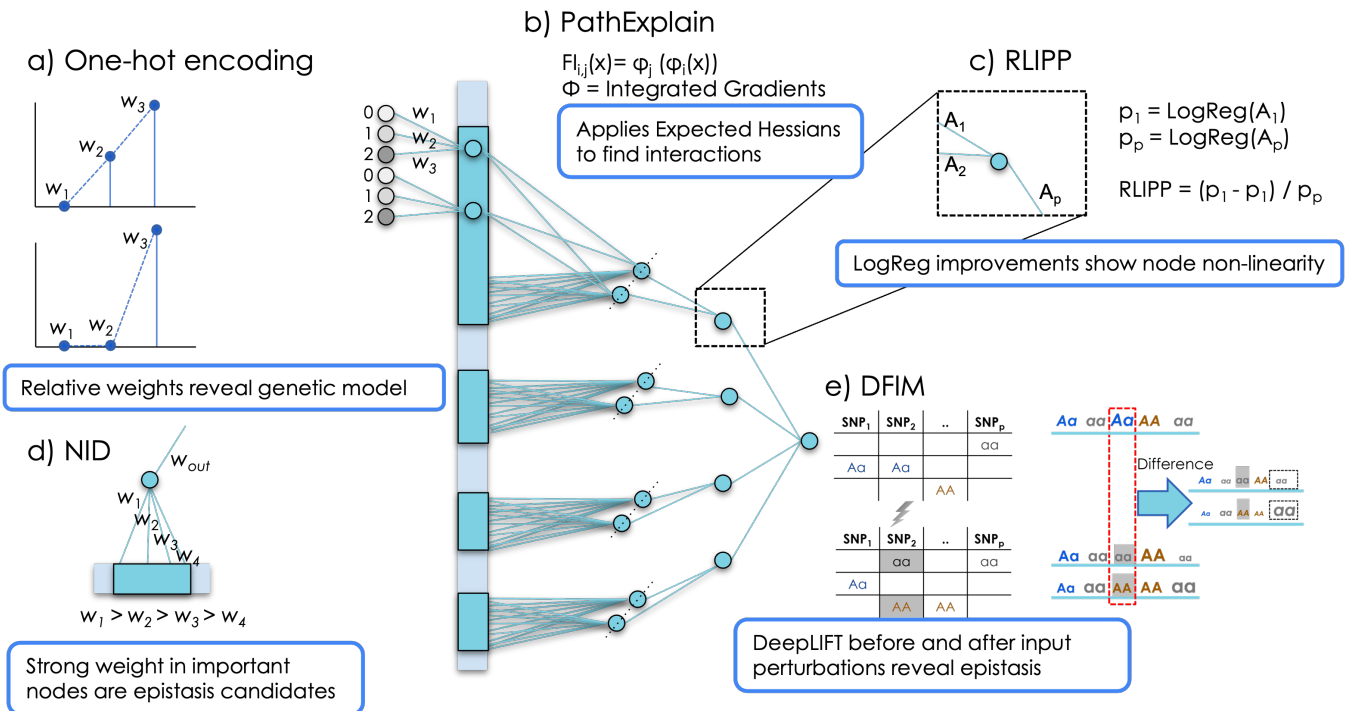 b) PathExplain
FIi,j(x)= φj (φi(x))
Φ = Integrated Gradients
Applies Expected Hessians
to find interactions
a) One-hot encoding
w1
w2
w3
w1
w2
w3
Relative weights reveal genetic model
0
1
2
0
1
2
w1
w2
w3
c) RLIPP
A1
A2
Ap
p1 = LogReg(A1)
pp = LogReg(Ap)
RLIPP = (p1 - p1) / pp
LogReg improvements show node non-linearity
d) NID
wout
w1
w2
w3
w4
w1 > w2 > w3 > w4
Strong weight in important
nodes are epistasis candidates
e) DFIM
SNP1 SNP2 .. SNPp
aa
Aa Aa
AA
SNP1 SNP2 .. SNPp
aa aa
Aa
AA AA
Aa aa Aa AA aa
Difference
Aa aa aa AA aa
Aa aa AA AA aa
Aa aa aa AA aa
Aa aa AA AA aa
DeepLIFT before and after input
perturbations reveal epistasis